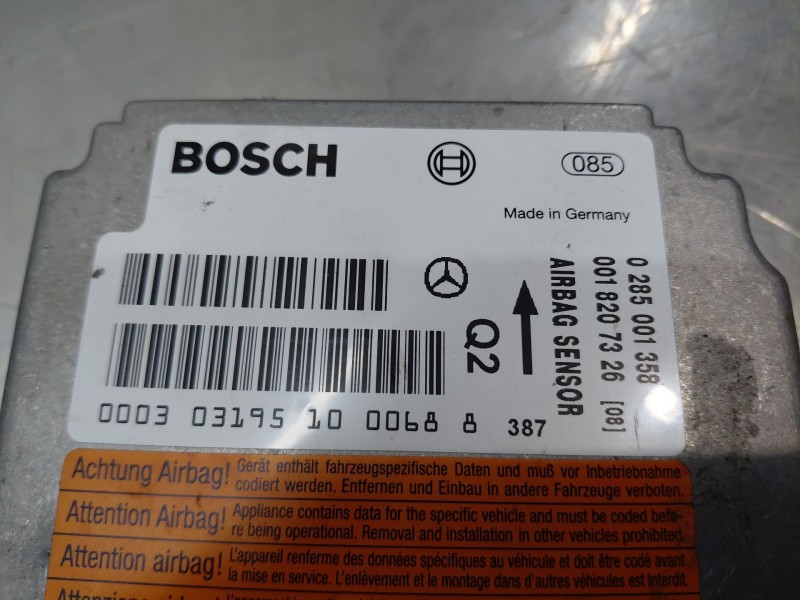 BOSCH
085
Made in Germany
0 285 001 358
001 820 73 26 [08]
AIRBAG SENSOR
Q2
0003 03195 10 0068 8
387
Achtung Airbag! Gerät enthält fahrzeugspezifische Daten und muß vor Inbetriebnahme
codiert werden. Entfernen und Einbau in andere Fahrzeuge verboten.
Attention Airbag! Appliance contains data for the specific vehicle and must be coded befo-
re being operational. Removal and installation in other vehicles prohibited.
Attention airbag! L'appareil renferme des données spécifiques au véhicule et doit être codé avant
la mise en service. L'enlèvement et le montage dans d'autres véhicules est interdit.